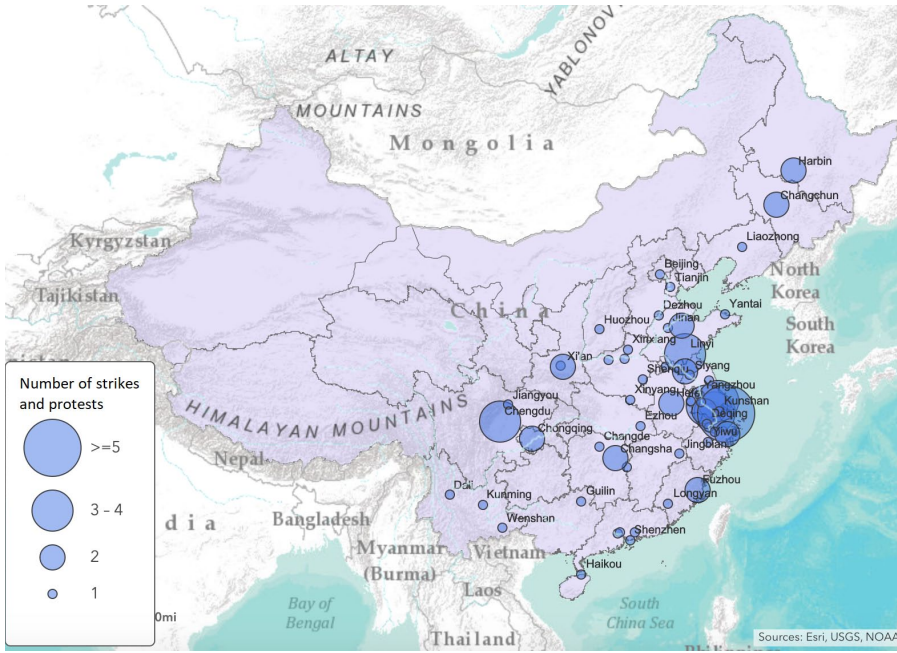 ALTAY
MOUNTAINS
YABLONOV
Mongolia
Harbin
Changchun
Kyrgyzstan
Liaozhong
Beijing
Tianjin
North
Korea
Tajikistan
Dezhou
Yantai
China
Huozhou
South
Korea
Xinxiang
Linyi
Xi'an
Siyang
Number of strikes
and protests
Xinyang
Yangzhou
Jiangyou
Kunshan
Chengdu
HIMALAYAN MOUNTAINS
Ezhou
Deqing
>=5
Chongqing
Changde
Yiwu
Changsha
Nepal
3 – 4
Dali
Guilin
Fuzhou
Kunming
Longyan
dia
Bangladesh
Wenshan
2
Shenzhen
Myanmar
(Burma)
Vietnam
Haikou
1
Laos
0mi
Bay of
Bengal
South
China Sea
Thailand
Sources: Esri, USGS, NOAA